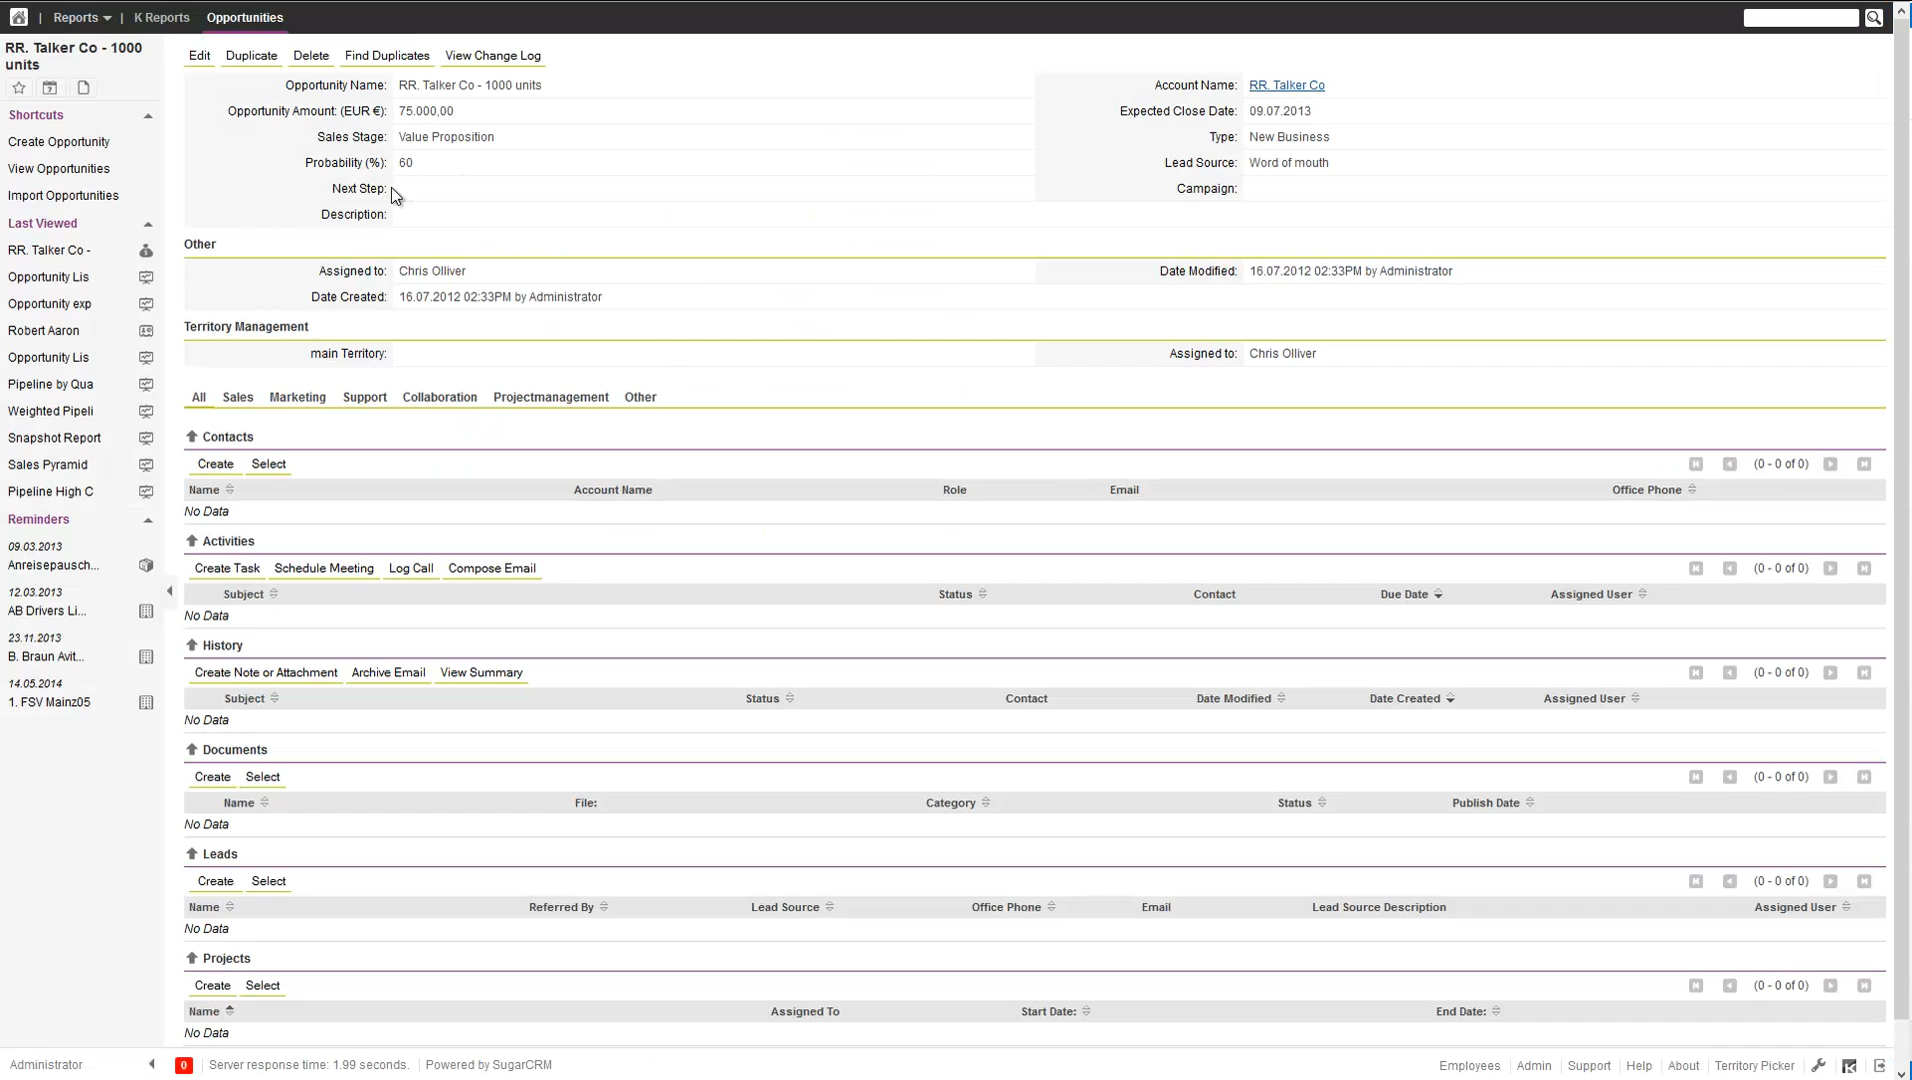 Reports K Reports Opportunities
RR. Talker Co - 1000
units
7
Shortcuts
Create Opportunity
View Opportunities
Import Opportunities
Last Viewed
RR. Talker Co -
Opportunity Lis
Opportunity exp
Robert Aaron
Opportunity Lis
Pipeline by Qua
Weighted Pipeli
Snapshot Report
Sales Pyramid
Pipeline High C
Reminders
09.03.2013
Anreisepausch...
12.03.2013
AB Drivers Li...
23.11.2013
B. Braun Avit...
14.05.2014
1. FSV Mainz05
Edit Duplicate Delete Find Duplicates View Change Log
Opportunity Name: RR. Talker Co - 1000 units Account Name: RR. Talker Co
Opportunity Amount: (EUR €): 75.000,00 Expected Close Date: 09.07.2013
Sales Stage: Value Proposition Type: New Business
Probability (%): 60 Lead Source: Word of mouth
Next Step: Campaign:
Description:
Other
Assigned to: Chris Olliver Date Modified: 16.07.2012 02:33PM by Administrator
Date Created: 16.07.2012 02:33PM by Administrator
Territory Management
main Territory: Assigned to: Chris Olliver
All Sales Marketing Support Collaboration Projectmanagement Other
Contacts
Create Select (0 - 0 of 0)
Name Account Name Role Email Office Phone
No Data
Activities
Create Task Schedule Meeting Log Call Compose Email (0 - 0 of 0)
Subject Status Contact Due Date Assigned User
No Data
History
Create Note or Attachment Archive Email View Summary (0 - 0 of 0)
Subject Status Contact Date Modified Date Created Assigned User
No Data
Documents
Create Select (0 - 0 of 0)
Name File: Category Status Publish Date
No Data
Leads
Create Select (0 - 0 of 0)
Name Referred By Lead Source Office Phone Email Lead Source Description Assigned User
No Data
Projects
Create Select (0 - 0 of 0)
Name Assigned To Start Date: End Date:
No Data
Administrator 0 Server response time: 1.99 seconds. Powered by SugarCRM Employees Admin Support Help About Territory Picker